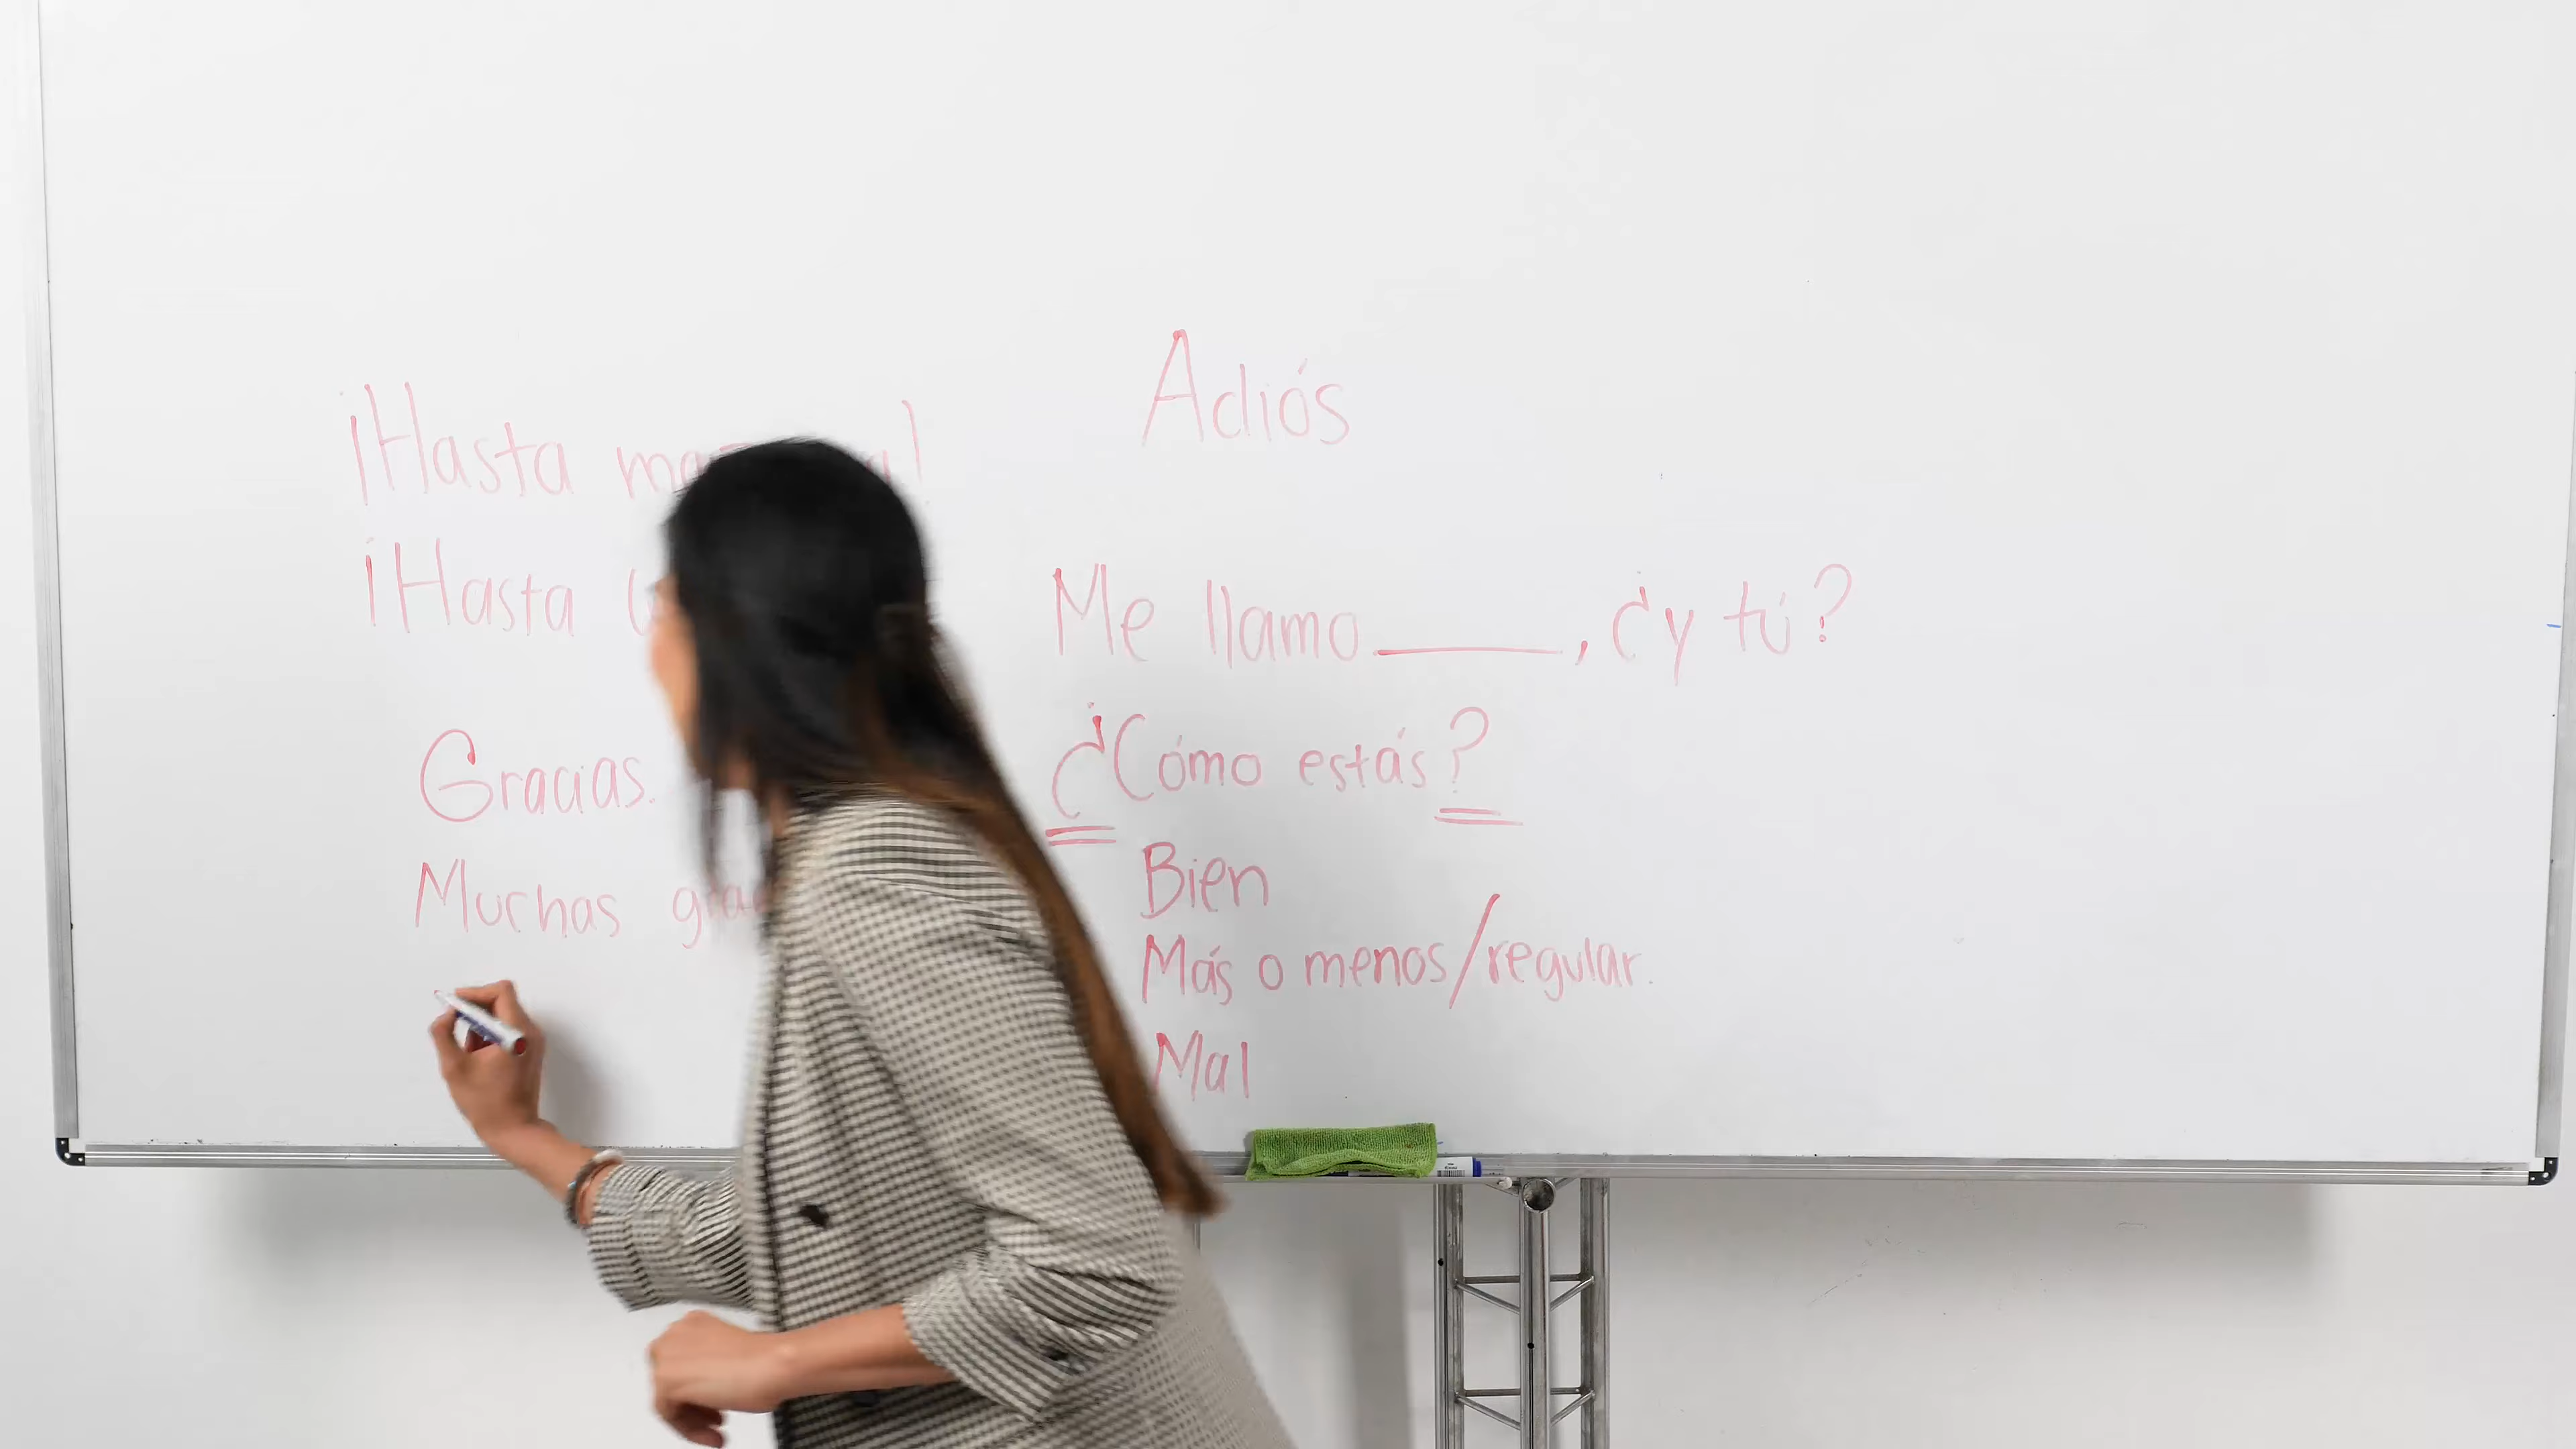 ¡Hasta
¡Hasta
Gracias.
Muchas
Adiós
Me llamo ____, ¿y tú?
¿Cómo estás?
Bien
Más o menos/regular.
Mal